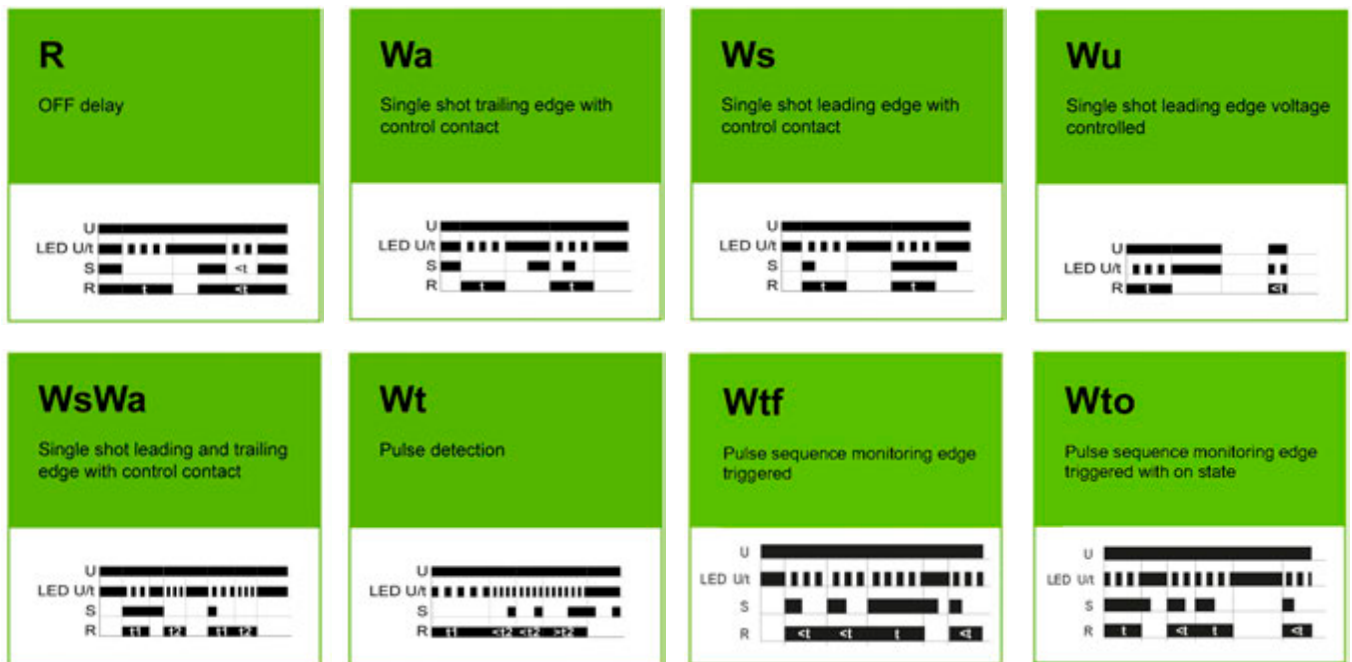 R
OFF delay
U
LED U/t
S
<t
R
t
<t
Wa
Single shot trailing edge with
control contact
U
LED U/t
S
R
t
t
Ws
Single shot leading edge with
control contact
U
LED U/t
S
R
t
t
Wu
Single shot leading edge voltage
controlled
U
LED U/t
R
t
<t
WsWa
Single shot leading and trailing
edge with control contact
U
LED U/t
S
R
t1
t2
t1
t2
Wt
Pulse detection
U
LED U/t
S
R
t1
<t2
<t2
>t2
Wtf
Pulse sequence monitoring edge
triggered
U
LED U/t
S
R
<t
<t
t
<t
Wto
Pulse sequence monitoring edge
triggered with on state
U
LED U/t
S
R
t
<t
t
<t